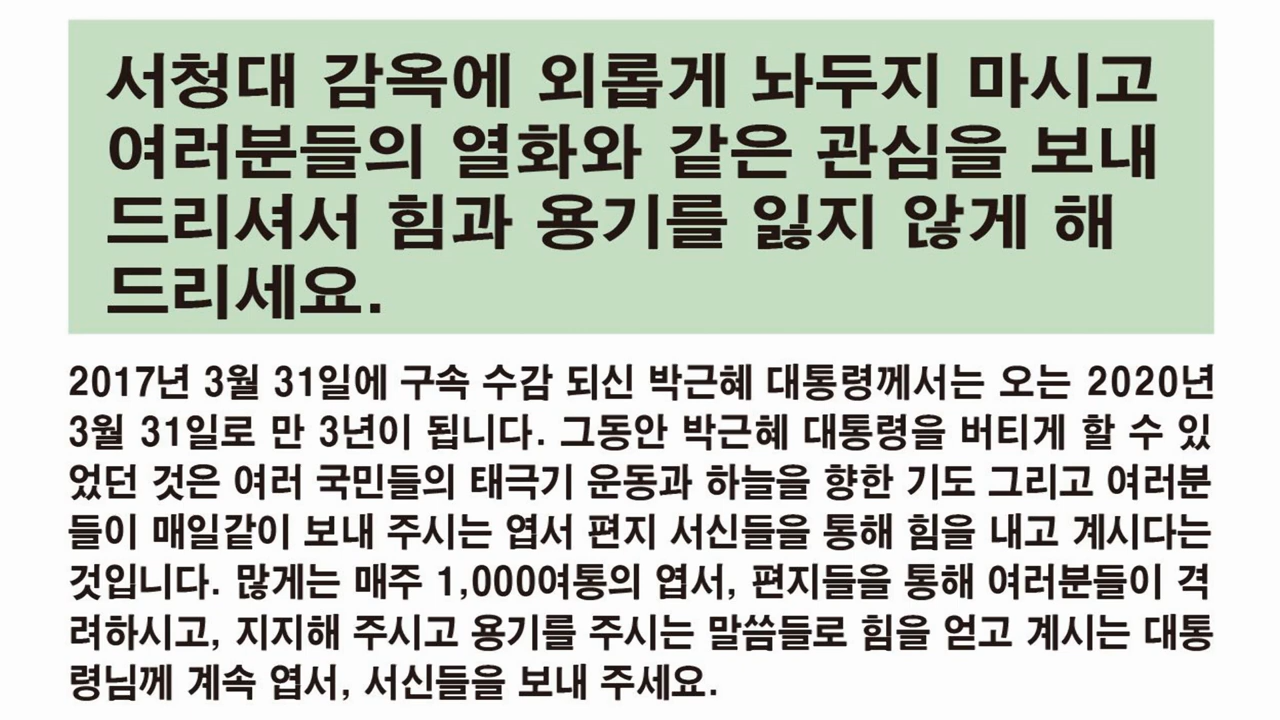 서청대 감옥에 외롭게 놔두지 마시고
여러분들의 열화와 같은 관심을 보내
드리셔서 힘과 용기를 잃지 않게 해
드리세요.
2017년 3월 31일에 구속 수감 되신 박근혜 대통령께서는 오는 2020년
3월 31일로 만 3년이 됩니다. 그동안 박근혜 대통령을 버티게 할 수 있
었던 것은 여러 국민들의 태극기 운동과 하늘을 향한 기도 그리고 여러분
들이 매일같이 보내 주시는 엽서 편지 서신들을 통해 힘을 내고 계시다는
것입니다. 많게는 매주 1,000여통의 엽서, 편지들을 통해 여러분들이 격
려하시고, 지지해 주시고 용기를 주시는 말씀들로 힘을 얻고 계시는 대통
령님께 계속 엽서, 서신들을 보내 주세요.